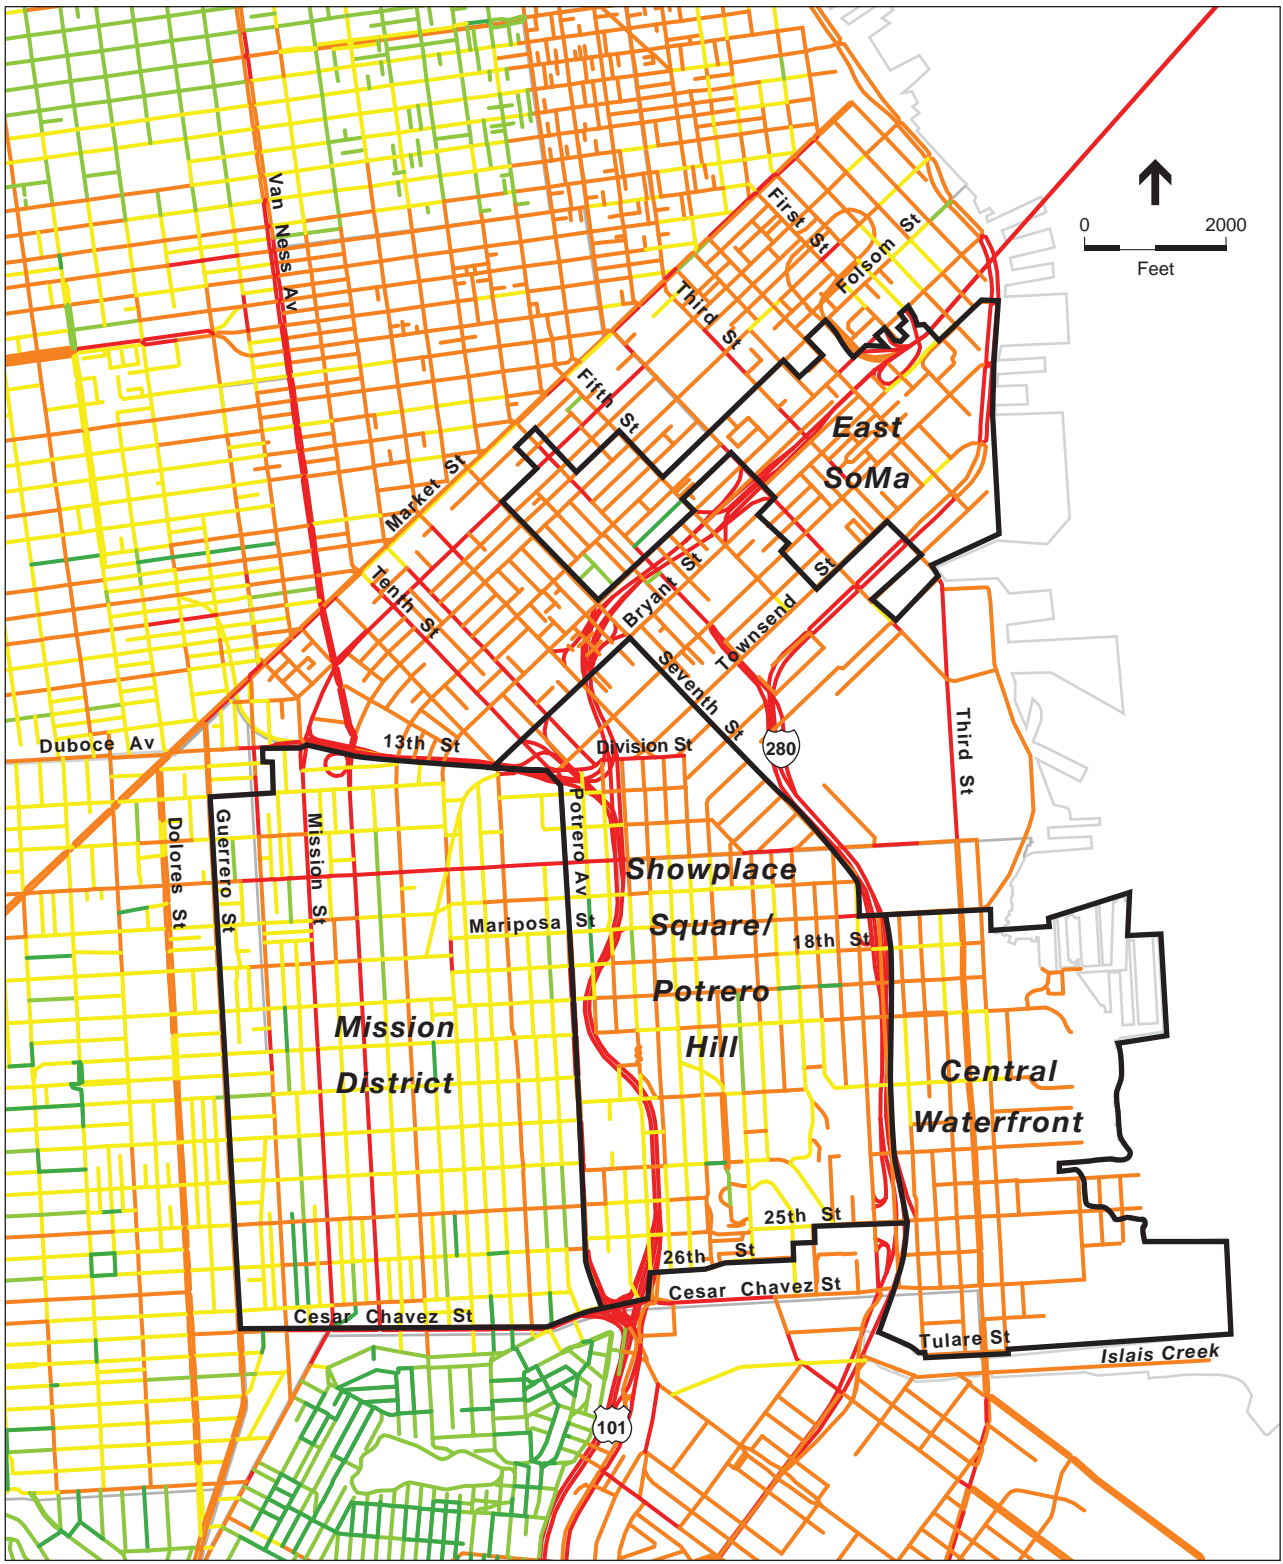 Van Ness Av
First St
Folsom St
0 2000
Feet
Third St
Fifth St
East
SoMa
Market St
Tenth St
Bryant St
St
Townsend
Seventh St
Duboce Av
13th St
Division St
280
Third St
Dolores St
Guerrero St
Mission St
Potrero Av
Showplace
Square/
Potrero
Hill
Mariposa St
18th St
Mission
District
Central
Waterfront
25th St
26th St
Cesar Chavez St
Cesar Chavez St
Tulare St
Islais Creek
101